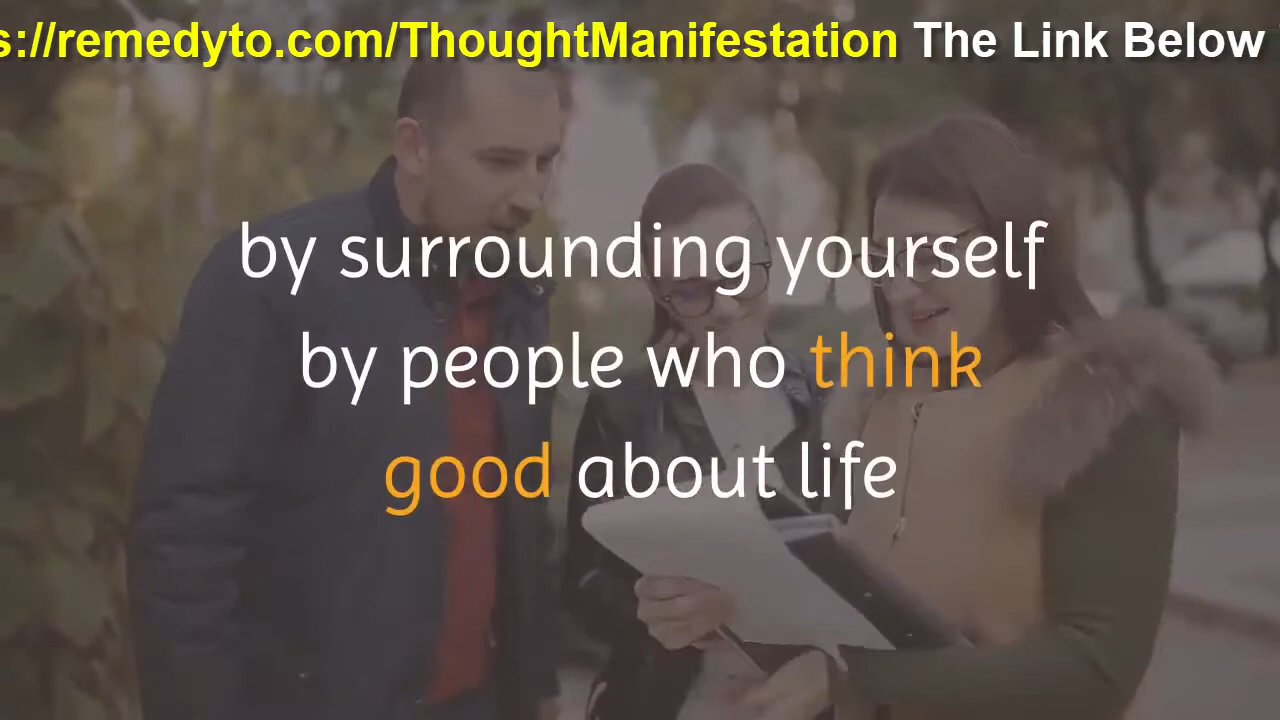 s://remedyto.com/ThoughtManifestation The Link Below
by surrounding yourself
by people who think
good about life